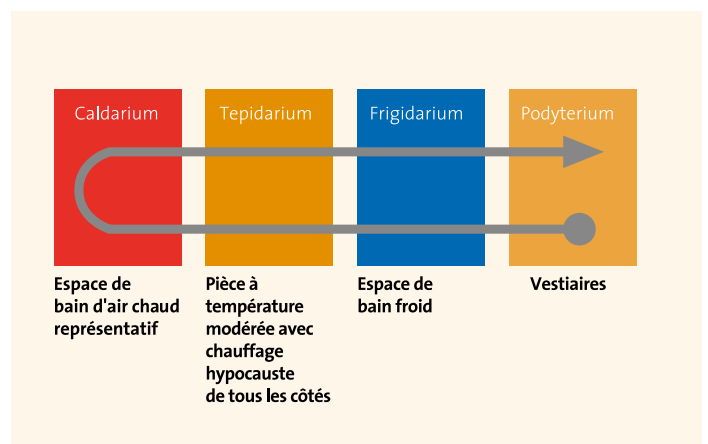 Caldarium
Tepidarium
Frigidarium
Podyterium
Espace de
bain d'air chaud
représentatif
Pièce à
température
modérée avec
chauffage
hypocauste
de tous les côtés
Espace de
bain froid
Vestiaires